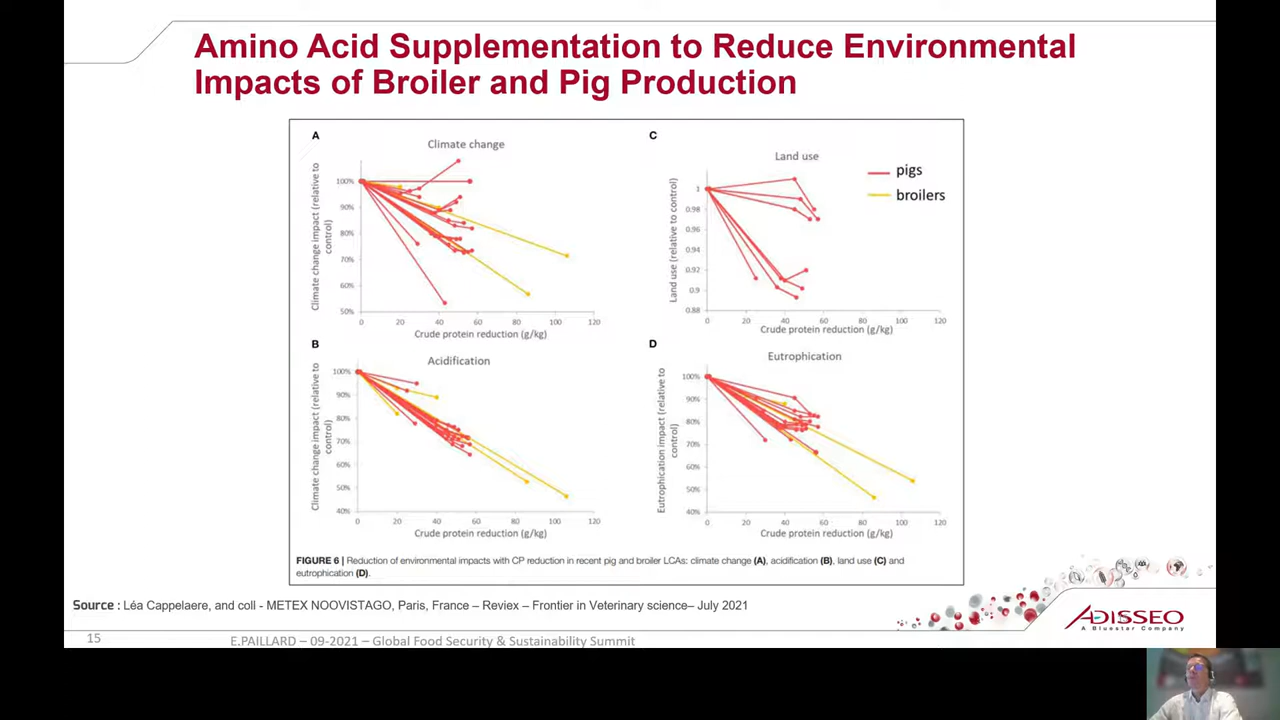 Amino Acid Supplementation to Reduce Environmental
Impacts of Broiler and Pig Production
A
Climate change
Climate change impact (relative to
control)
100%
90%
80%
70%
60%
50%
0 20 40 60 80 100 120
Crude protein reduction (g/kg)
C
Land use
pigs
broilers
Land use (relative to control)
1
0.98
0.96
0.94
0.92
0.9
0.88
0 20 40 60 80 100 120
Crude protein reduction (g/kg)
B
Acidification
Climate change impact (relative to
control)
100%
90%
80%
70%
60%
50%
40%
0 20 40 60 80 100 120
Crude protein reduction (g/kg)
D
Eutrophication
Eutrophication impact (relative to
control)
100%
90%
80%
70%
60%
50%
40%
0 20 40 60 80 100 120
Crude protein reduction (g/kg)
FIGURE 6 | Reduction of environmental impacts with CP reduction in recent pig and broiler LCAs: climate change (A), acidification (B), land use (C) and
eutrophication (D).
Source : Léa Cappelaere, and coll - METEX NOOVISTAGO, Paris, France – Reviex – Frontier in Veterinary science– July 2021
ADISSEO
A Bluestar Company
15
E.PAILLARD – 09-2021 – Global Food Security & Sustainability Summit